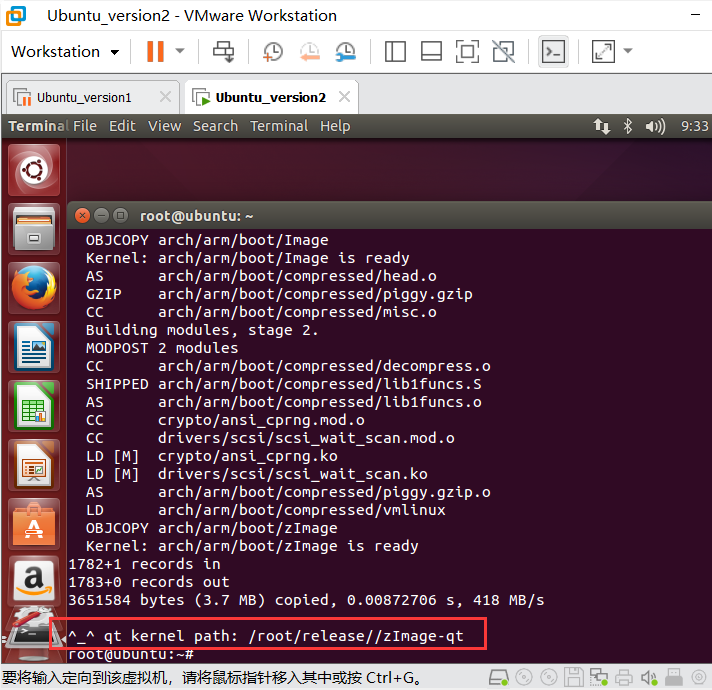 Ubuntu_version2 - VMware Workstation
Workstation
Ubuntu_version1
Ubuntu_version2
Terminal File Edit View Search Terminal Help
9:33
root@ubuntu: ~
OBJCOPY arch/arm/boot/Image
Kernel: arch/arm/boot/Image is ready
AS      arch/arm/boot/compressed/head.o
GZIP    arch/arm/boot/compressed/piggy.gzip
CC      arch/arm/boot/compressed/misc.o
Building modules, stage 2.
MODPOST 2 modules
CC      arch/arm/boot/compressed/decompress.o
SHIPPED arch/arm/boot/compressed/lib1funcs.S
AS      arch/arm/boot/compressed/lib1funcs.o
CC      crypto/ansi_cprng.mod.o
CC      drivers/scsi/scsi_wait_scan.mod.o
LD [M]  crypto/ansi_cprng.ko
LD [M]  drivers/scsi/scsi_wait_scan.ko
AS      arch/arm/boot/compressed/piggy.gzip.o
LD      arch/arm/boot/compressed/vmlinux
OBJCOPY arch/arm/boot/zImage
Kernel: arch/arm/boot/zImage is ready
1782+1 records in
1783+0 records out
3651584 bytes (3.7 MB) copied, 0.00872706 s, 418 MB/s
^_^ qt kernel path: /root/release//zImage-qt
root@ubuntu:~#
要将输入定向到该虚拟机，请将鼠标指针移入其中或按 Ctrl+G。